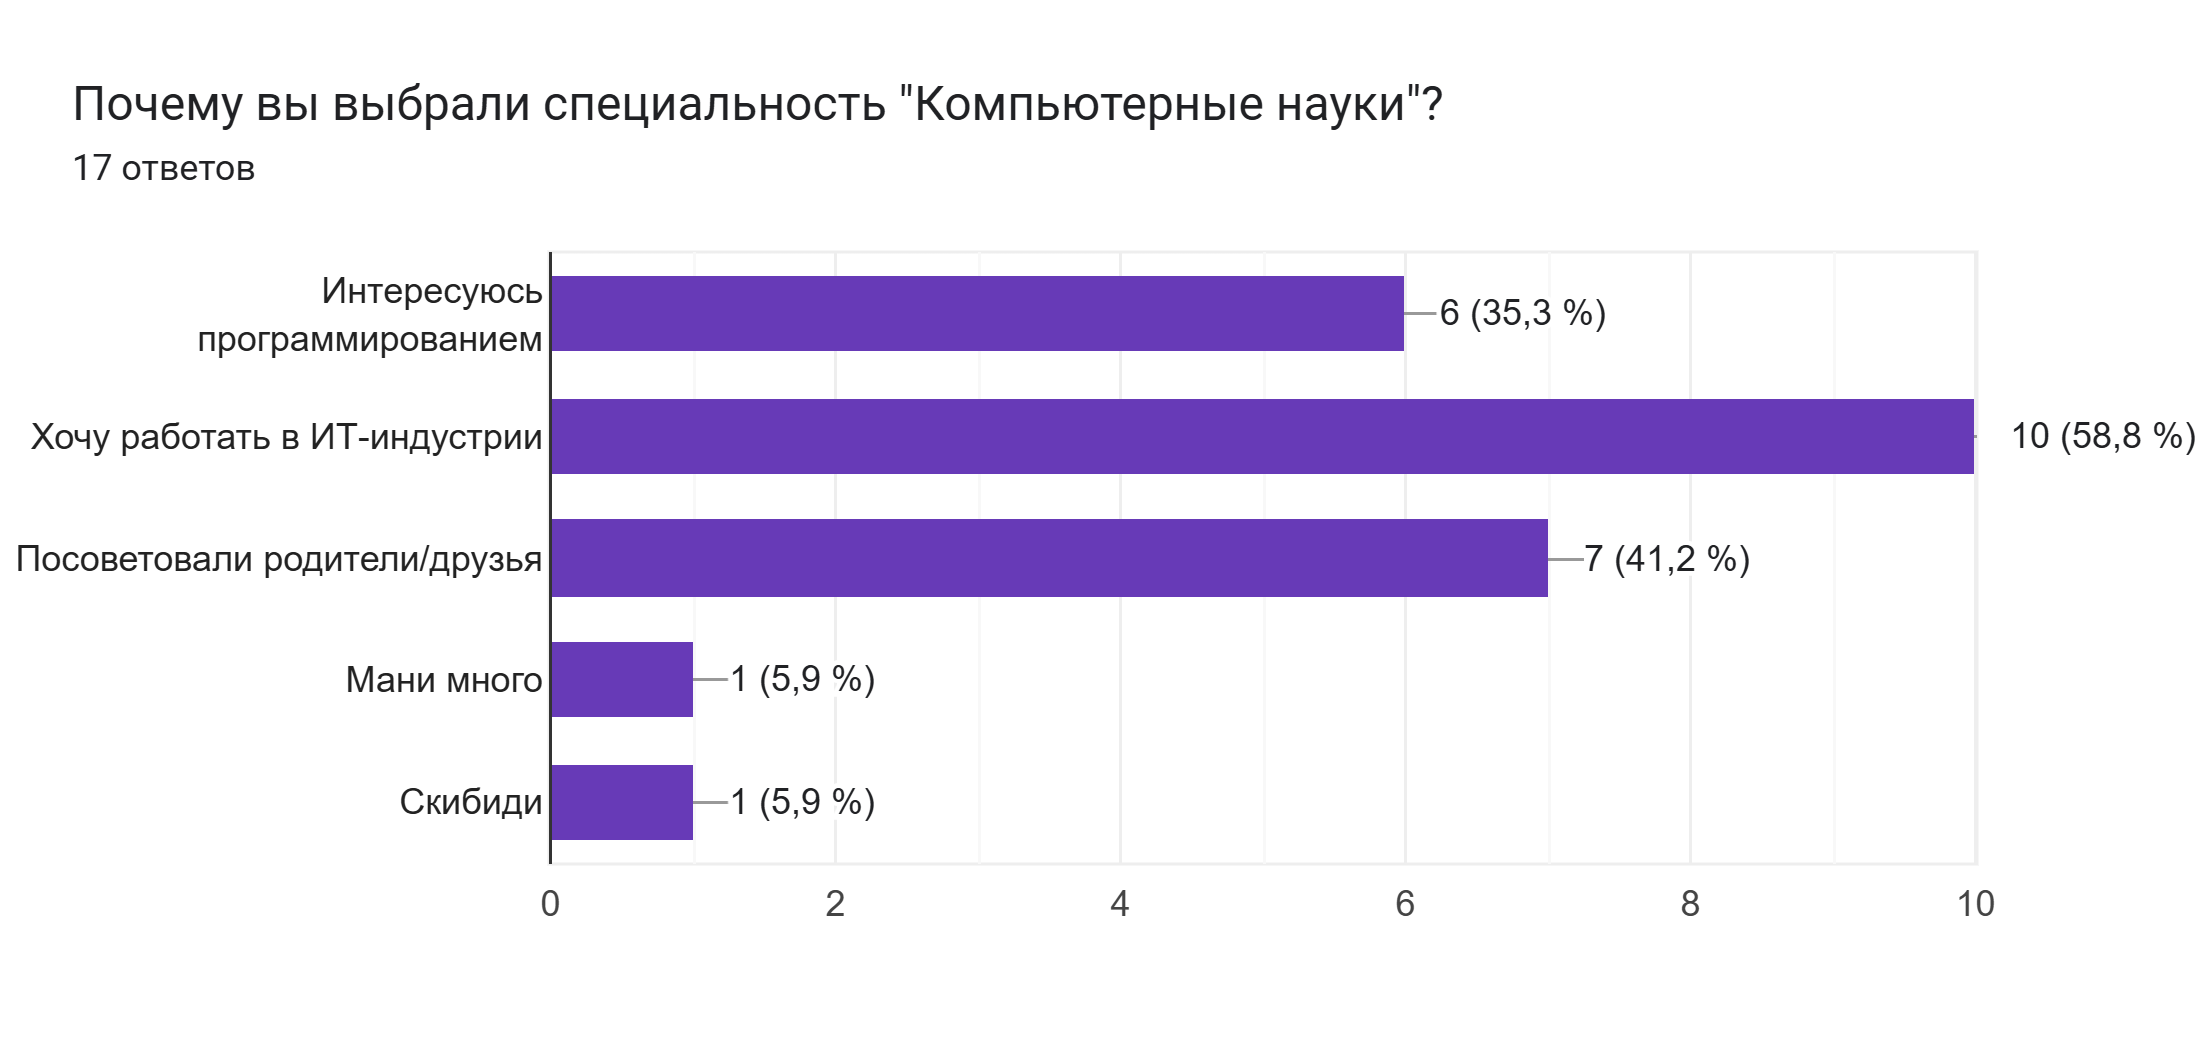 Почему вы выбрали специальность "Компьютерные науки"?
17 ответов
Интересуюсь
программированием
6 (35,3 %)
Хочу работать в ИТ-индустрии
10 (58,8 %)
Посоветовали родители/друзья
7 (41,2 %)
Мани много
1 (5,9 %)
Скибиди
1 (5,9 %)
0 2 4 6 8 10